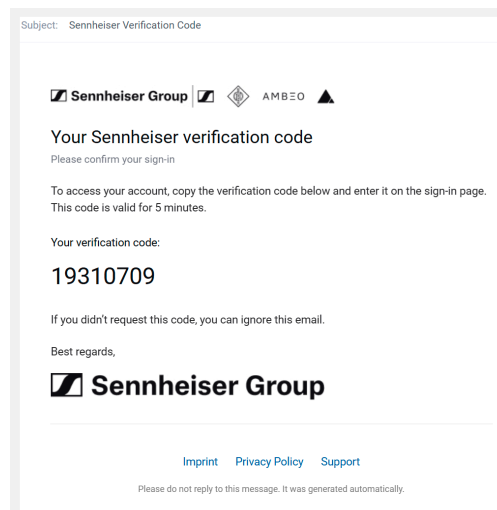 Subject: Sennheiser Verification Code
Sennheiser Group AMBEO
Your Sennheiser verification code
Please confirm your sign-in
To access your account, copy the verification code below and enter it on the sign-in page.
This code is valid for 5 minutes.
Your verification code:
19310709
If you didn't request this code, you can ignore this email.
Best regards,
Sennheiser Group
Imprint Privacy Policy Support
Please do not reply to this message. It was generated automatically.